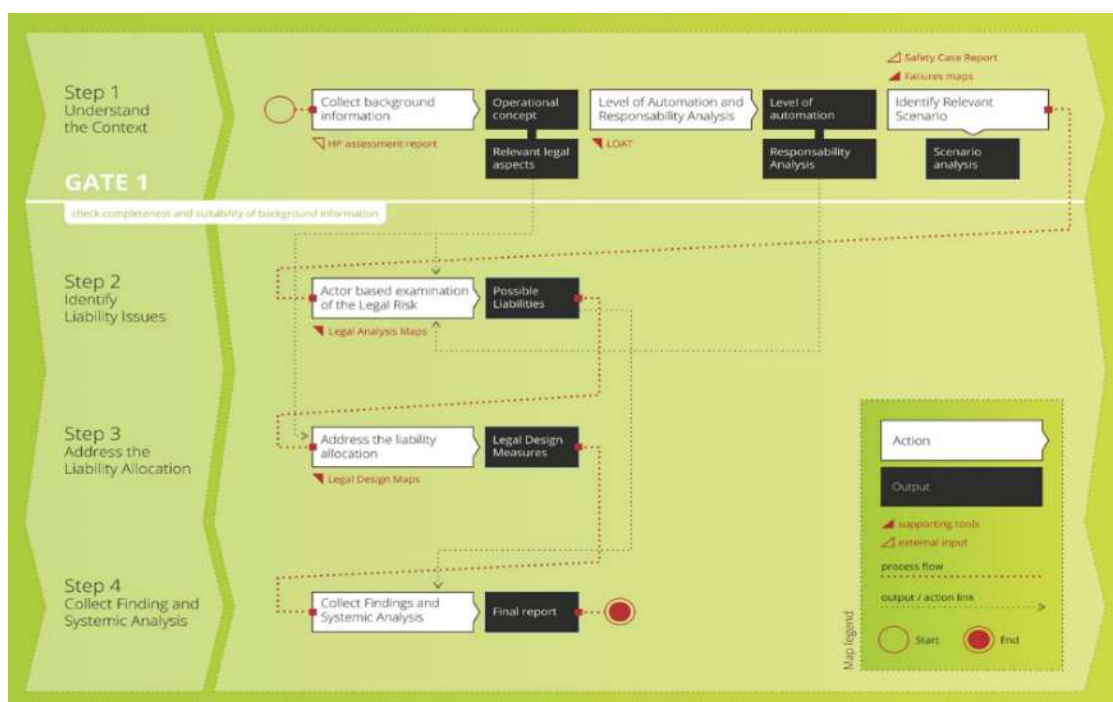 Step 1
Understand
the Context
Collect background
information
HP assessment report
Operational
concept
Relevant legal
aspects
Level of Automation and
Responsability Analysis
LOAT
Level of
automation
Responsability
Analysis
Safety Case Report
Failures maps
Identify Relevant
Scenario
Scenario
analysis
GATE 1
check completeness and suitability of background information
Step 2
Identify
Liability Issues
Actor based examination
of the Legal Risk
Legal Analysis Maps
Possible
Liabilities
Step 3
Address the
Liability Allocation
Address the liability
allocation
Legal Design Maps
Legal Design
Measures
Step 4
Collect Finding and
Systemic Analysis
Collect Findings and
Systemic Analysis
Final report
Map legend
Action
Output
supporting tools
external input
process flow
output / action link
Start
End